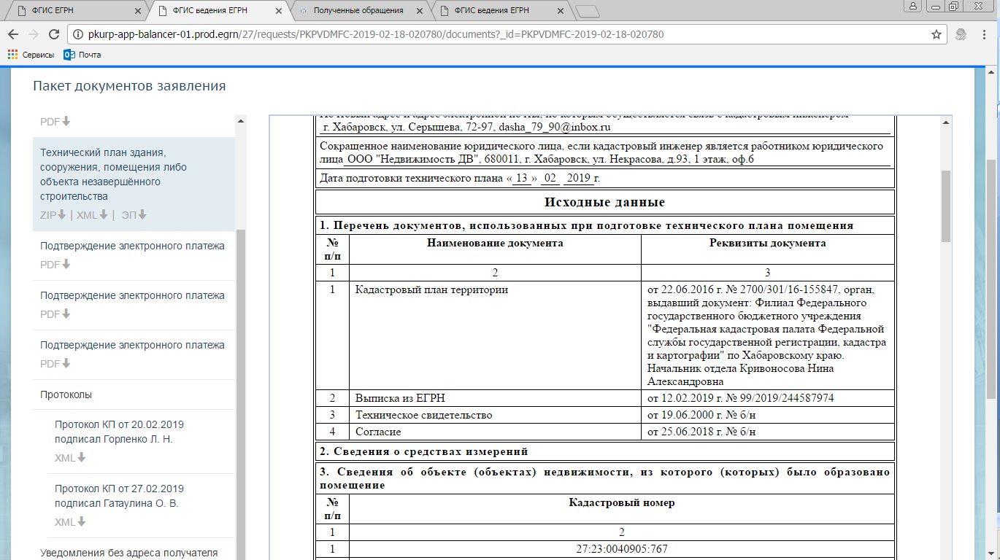 ФГИС ЕГРН
ФГИС ведения ЕГРН
Полученные обращения
ФГИС ведения ЕГРН
pkurp-app-balancer-01.prod.egrn/27/requests/PKPVDMFC-2019-02-18-020780/documents?_id=PKPVDMFC-2019-02-18-020780
Сервисы
Почта
Пакет документов заявления
PDF
Технический план здания,
сооружения, помещения либо
объекта незавершённого
строительства
ZIP | XML | ЭП
Подтверждение электронного платежа
PDF
Подтверждение электронного платежа
PDF
Подтверждение электронного платежа
PDF
Протоколы
Протокол КП от 20.02.2019
подписал Горленко Л. Н.
XML
Протокол КП от 27.02.2019
подписал Гатаулина О. В.
XML
Уведомления без адреса получателя
г. Хабаровск, ул. Серышева, 72-97, dasha_79_90@inbox.ru
Сокращенное наименование юридического лица, если кадастровый инженер является работником юридического
лица ООО "Недвижимость ДВ", 680011, г. Хабаровск, ул. Некрасова, д.93, 1 этаж, оф.6
Дата подготовки технического плана « 13 » 02 2019 г.
Исходные данные
1. Перечень документов, использованных при подготовке технического плана помещения
№
п/п
Наименование документа
Реквизиты документа
1
2
3
1
Кадастровый план территории
от 22.06.2016 г. № 2700/301/16-155847, орган,
выдавший документ: Филиал Федерального
государственного бюджетного учреждения
"Федеральная кадастровая палата Федеральной
службы государственной регистрации, кадастра
и картографии" по Хабаровскому краю.
Начальник отдела Кривоносова Нина
Александровна
2
Выписка из ЕГРН
от 12.02.2019 г. № 99/2019/244587974
3
Техническое свидетельство
от 19.06.2000 г. № б/н
4
Согласие
от 25.06.2018 г. № б/н
2. Сведения о средствах измерений
3. Сведения об объекте (объектах) недвижимости, из которого (которых) было образовано
помещение
№
п/п
Кадастровый номер
1
2
1
27:23:0040905:767